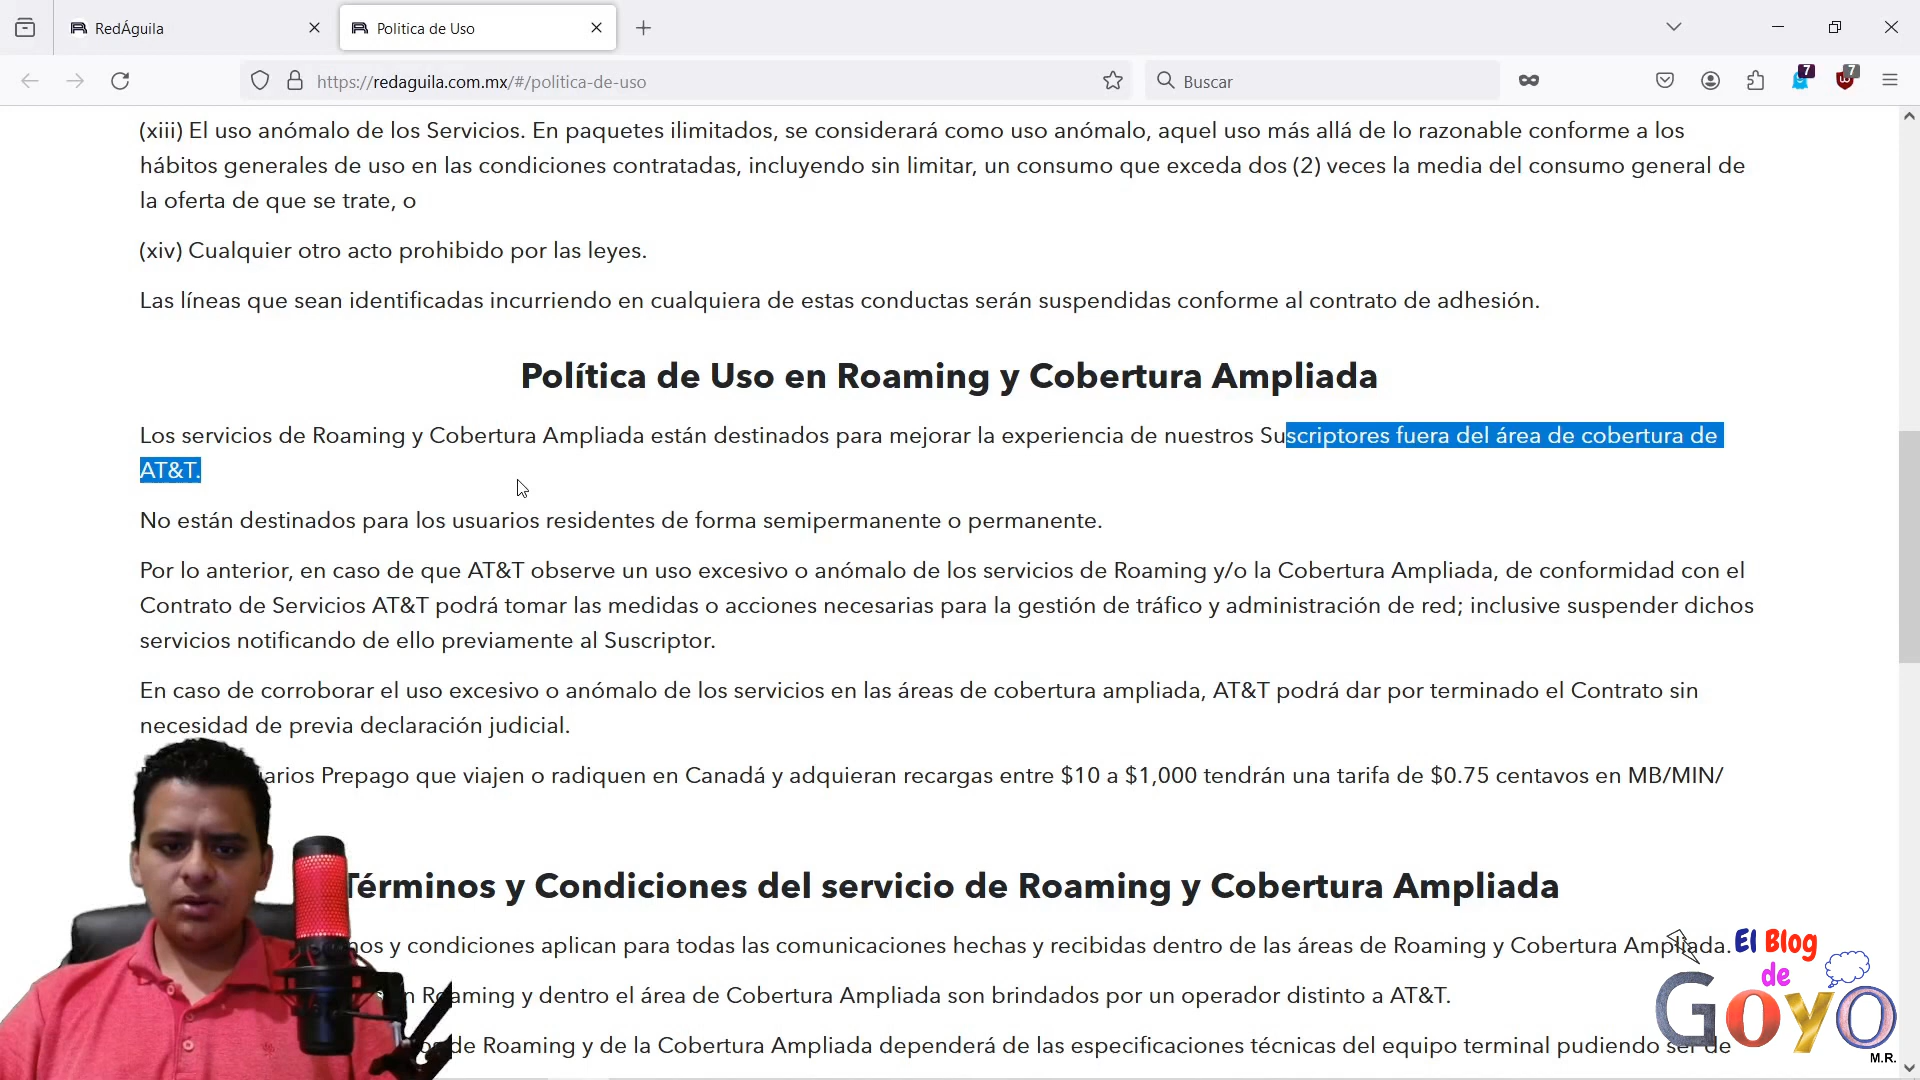 RedÁguila
Politica de Uso
https://redaguila.com.mx/#/politica-de-uso
Buscar
7
7
(xiii) El uso anómalo de los Servicios. En paquetes ilimitados, se considerará como uso anómalo, aquel uso más allá de lo razonable conforme a los
hábitos generales de uso en las condiciones contratadas, incluyendo sin limitar, un consumo que exceda dos (2) veces la media del consumo general de
la oferta de que se trate, o
(xiv) Cualquier otro acto prohibido por las leyes.
Las líneas que sean identificadas incurriendo en cualquiera de estas conductas serán suspendidas conforme al contrato de adhesión.
Política de Uso en Roaming y Cobertura Ampliada
Los servicios de Roaming y Cobertura Ampliada están destinados para mejorar la experiencia de nuestros Suscriptores fuera del área de cobertura de
AT&T.
No están destinados para los usuarios residentes de forma semipermanente o permanente.
Por lo anterior, en caso de que AT&T observe un uso excesivo o anómalo de los servicios de Roaming y/o la Cobertura Ampliada, de conformidad con el
Contrato de Servicios AT&T podrá tomar las medidas o acciones necesarias para la gestión de tráfico y administración de red; inclusive suspender dichos
servicios notificando de ello previamente al Suscriptor.
En caso de corroborar el uso excesivo o anómalo de los servicios en las áreas de cobertura ampliada, AT&T podrá dar por terminado el Contrato sin
necesidad de previa declaración judicial.
Prepago que viajen o radiquen en Canadá y adquieran recargas entre $10 a $1,000 tendrán una tarifa de $0.75 centavos en MB/MIN/
Términos y Condiciones del servicio de Roaming y Cobertura Ampliada
y condiciones aplican para todas las comunicaciones hechas y recibidas dentro de las áreas de Roaming y Cobertura Ampliada.
Roaming y dentro el área de Cobertura Ampliada son brindados por un operador distinto a AT&T.
de Roaming y de la Cobertura Ampliada dependerá de las especificaciones técnicas del equipo terminal pudiendo ser de
El Blog
de
Goyo
M.R.